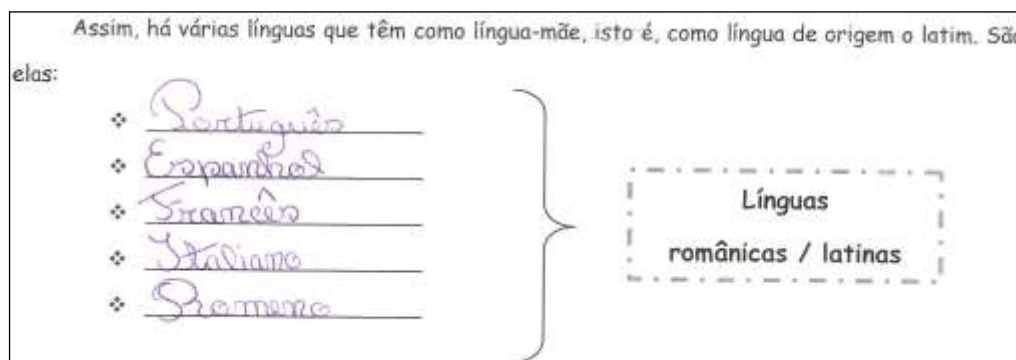 Assim, há várias línguas que têm como língua-mãe, isto é, como língua de origem o latim. São
elas:
❖ Português
❖ Espanhol
❖ Francês
❖ Italiano
❖ Romeno
Línguas
românicas / latinas